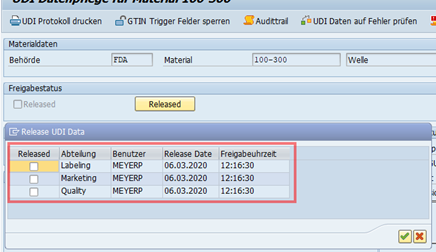 UDI Datenpflege für Material 100-300
UDI Protokoll drucken GTIN Trigger Felder sperren Audittrail UDI Daten auf Fehler prüfen
Materialdaten
Behörde FDA Material 100-300 Welle
Freigabestatus
Released Released
Release UDI Data
Released Abteilung Benutzer Release Date Freigabeuhrzeit
Labeling MEYERP 06.03.2020 12:16:30
Marketing MEYERP 06.03.2020 12:16:30
Quality MEYERP 06.03.2020 12:16:30